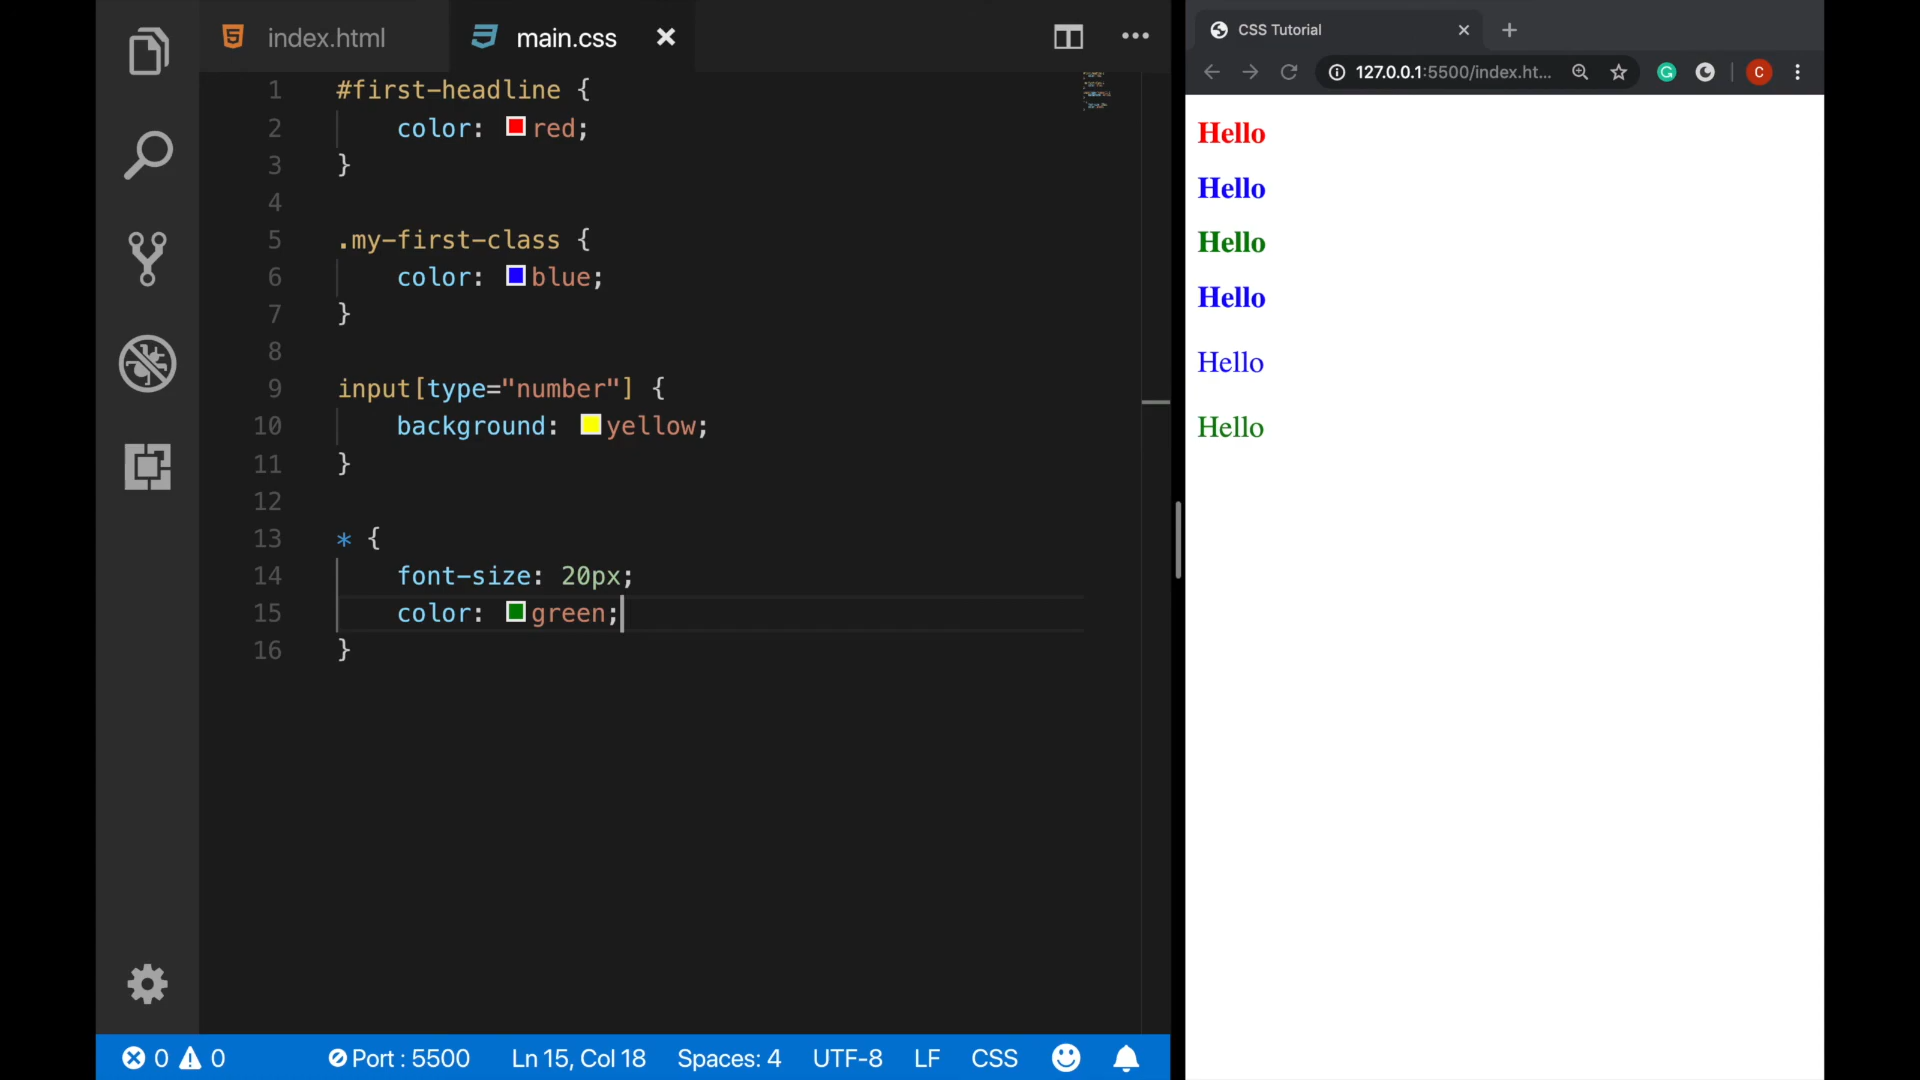 index.html
main.css
CSS Tutorial
127.0.0.1:5500/index.ht...
C
1 #first-headline {
2 color: red;
3 }
4
5 .my-first-class {
6 color: blue;
7 }
8
9 input[type="number"] {
10 background: yellow;
11 }
12
13 * {
14 font-size: 20px;
15 color: green;
16 }
Hello
Hello
Hello
Hello
Hello
Hello
0 0 Port : 5500 Ln 15, Col 18 Spaces: 4 UTF-8 LF CSS